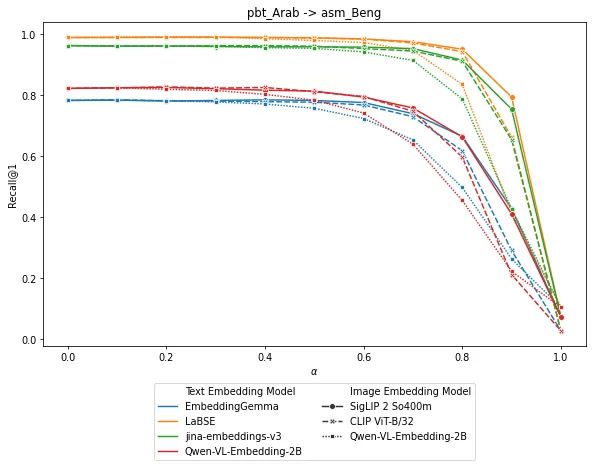 pbt_Arab -> asm_Beng
Recall@1
1.0
0.8
0.6
0.4
0.2
0.0
0.0 0.2 0.4 0.6 0.8 1.0
α
Text Embedding Model Image Embedding Model
EmbeddingGemma SigLIP 2 So400m
LaBSE CLIP ViT-B/32
jina-embeddings-v3 Qwen-VL-Embedding-2B
Qwen-VL-Embedding-2B